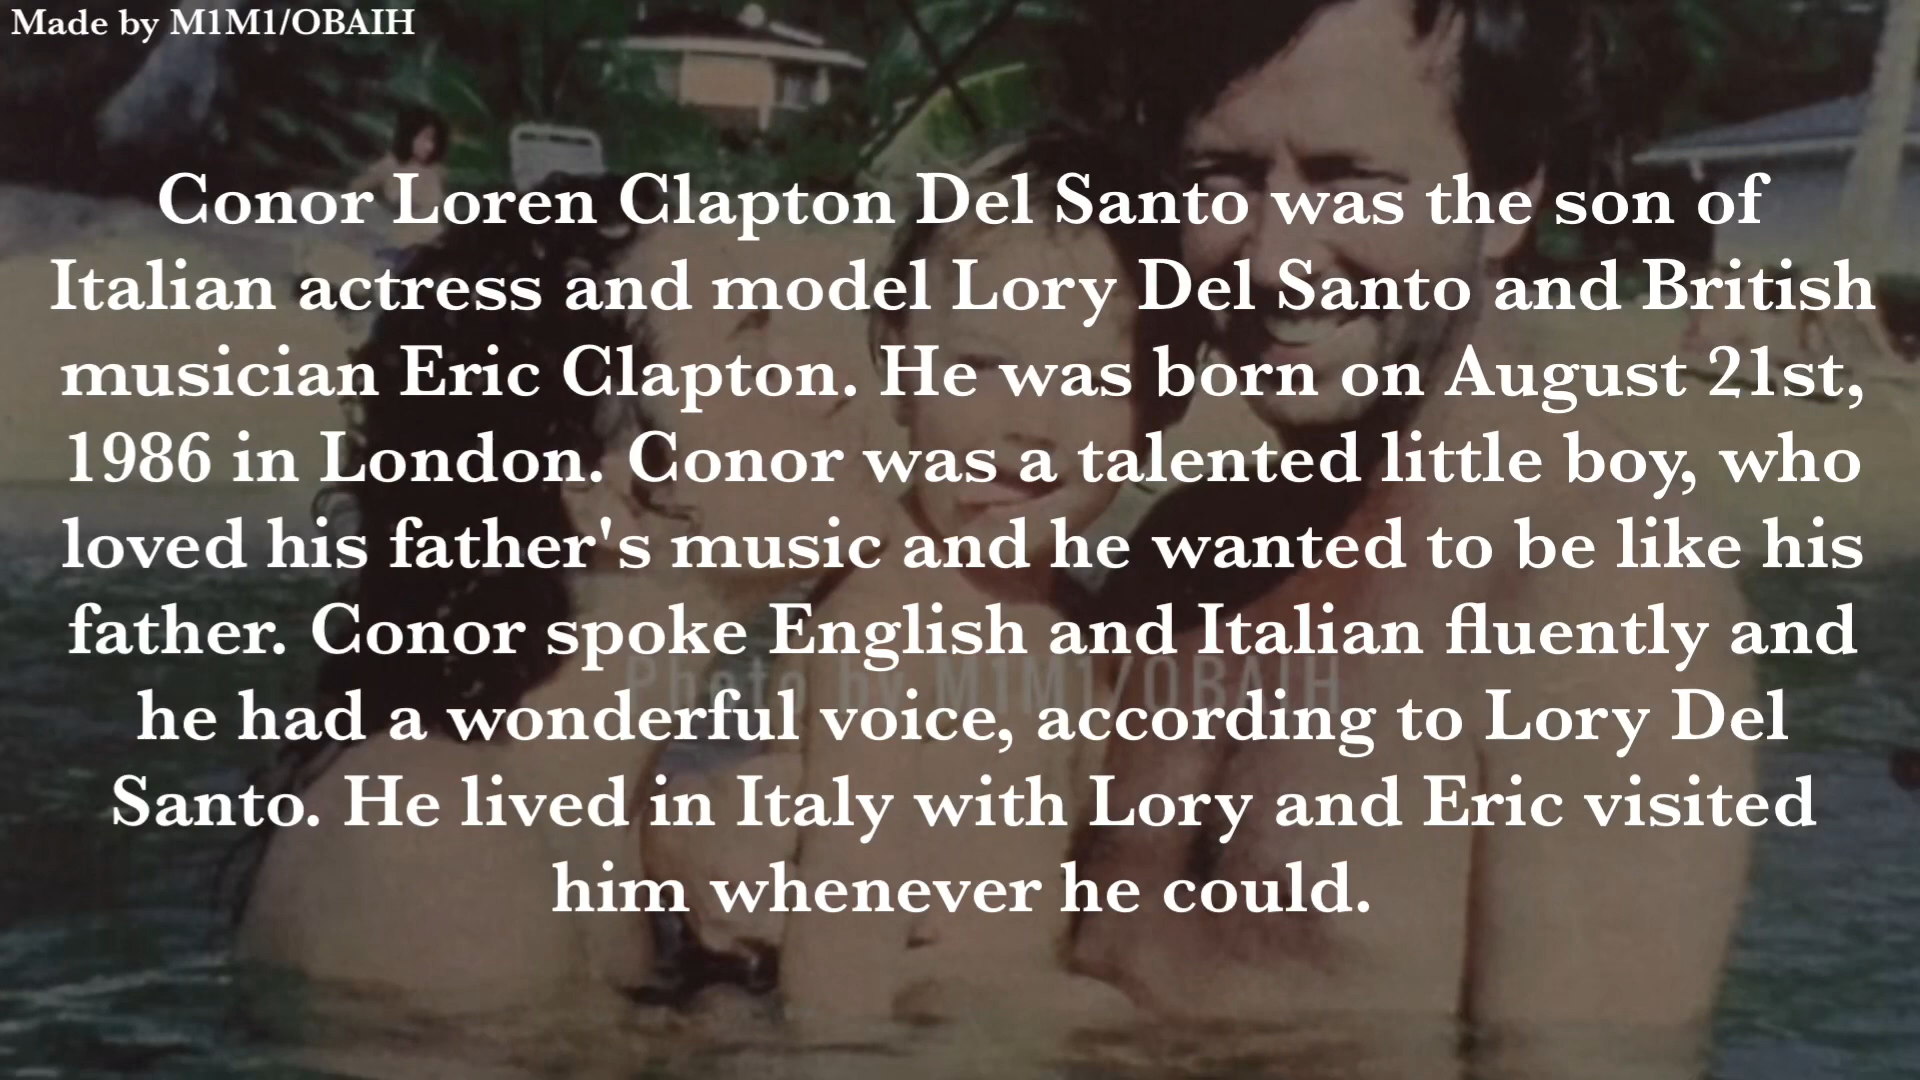 Made by M1M1/OBAIH
Conor Loren Clapton Del Santo was the son of
Italian actress and model Lory Del Santo and British
musician Eric Clapton. He was born on August 21st,
1986 in London. Conor was a talented little boy, who
loved his father's music and he wanted to be like his
father. Conor spoke English and Italian fluently and
Photo by M1M1/OBAIH
he had a wonderful voice, according to Lory Del
Santo. He lived in Italy with Lory and Eric visited
him whenever he could.